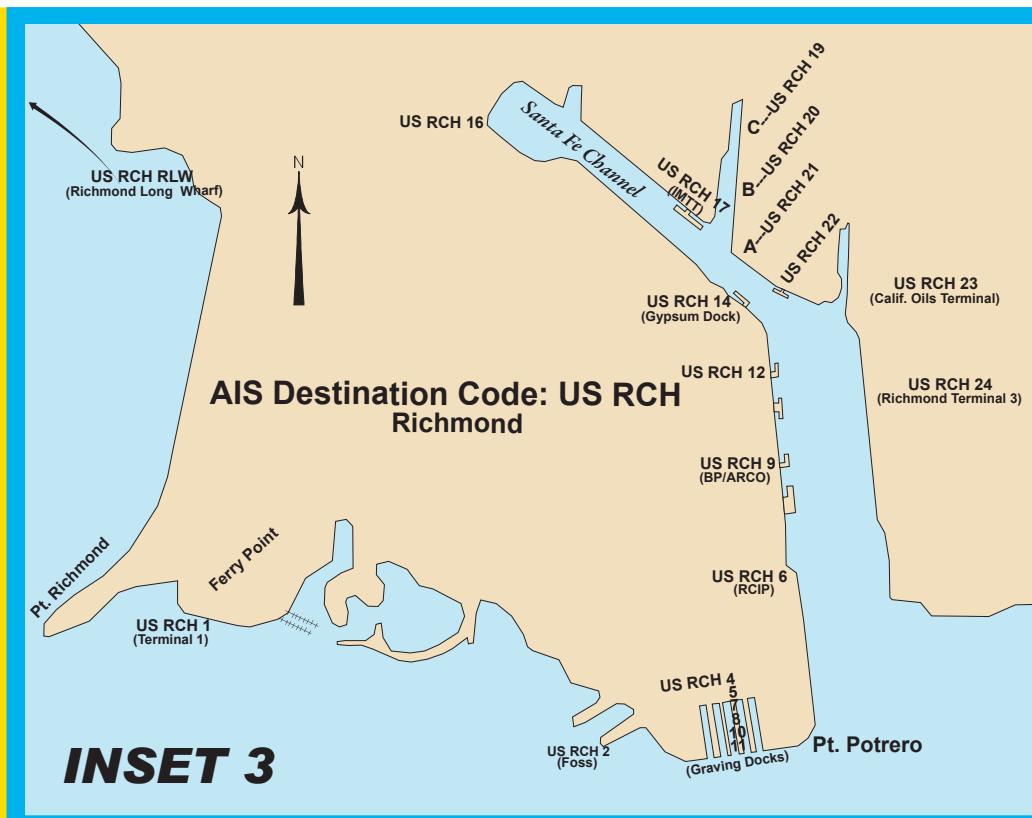 C---US RCH 19
US RCH 16
Santa Fe Channel
B---US RCH 20
US RCH RLW
(Richmond Long Wharf)
N
US RCH 17
(IMTT)
A---US RCH 21
US RCH 22
US RCH 23
(Calif. Oils Terminal)
US RCH 14
(Gypsum Dock)
US RCH 12
AIS Destination Code: US RCH
Richmond
US RCH 24
(Richmond Terminal 3)
US RCH 9
(BP/ARCO)
Pt. Richmond
Ferry Point
US RCH 6
(RCIP)
US RCH 1
(Terminal 1)
US RCH 4
5
7
8
10
11
(Graving Docks)
Pt. Potrero
US RCH 2
(Foss)
INSET 3